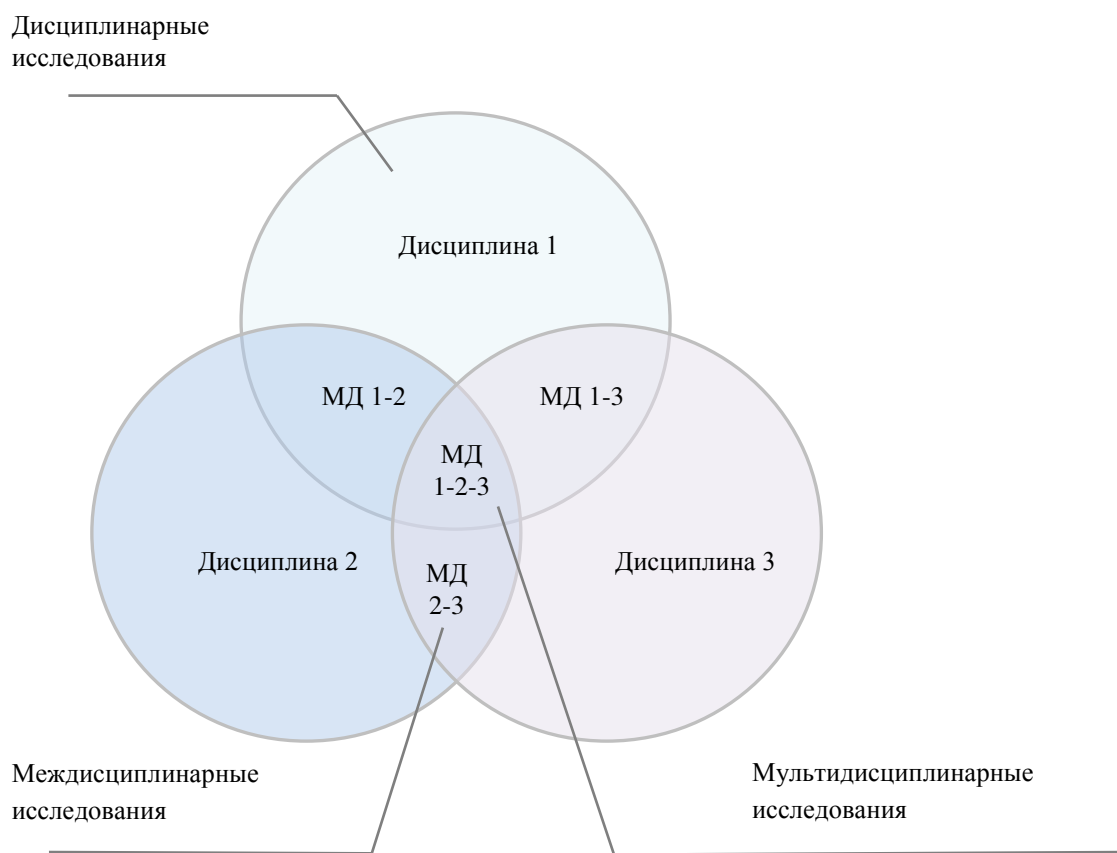 Дисциплинарные
исследования
Дисциплина 1
МД 1-2
МД 1-3
МД
1-2-3
Дисциплина 2
МД
2-3
Дисциплина 3
Междисциплинарные
исследования
Мультидисциплинарные
исследования